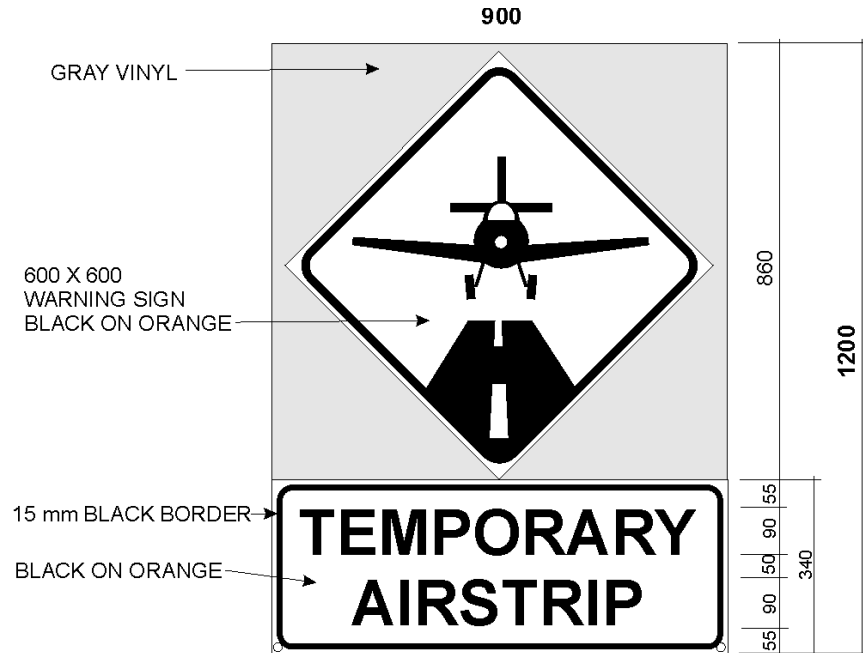 900
GRAY VINYL
600 X 600
WARNING SIGN
BLACK ON ORANGE
860
1200
15 mm BLACK BORDER
BLACK ON ORANGE
TEMPORARY
AIRSTRIP
55
90
50
90
55
340